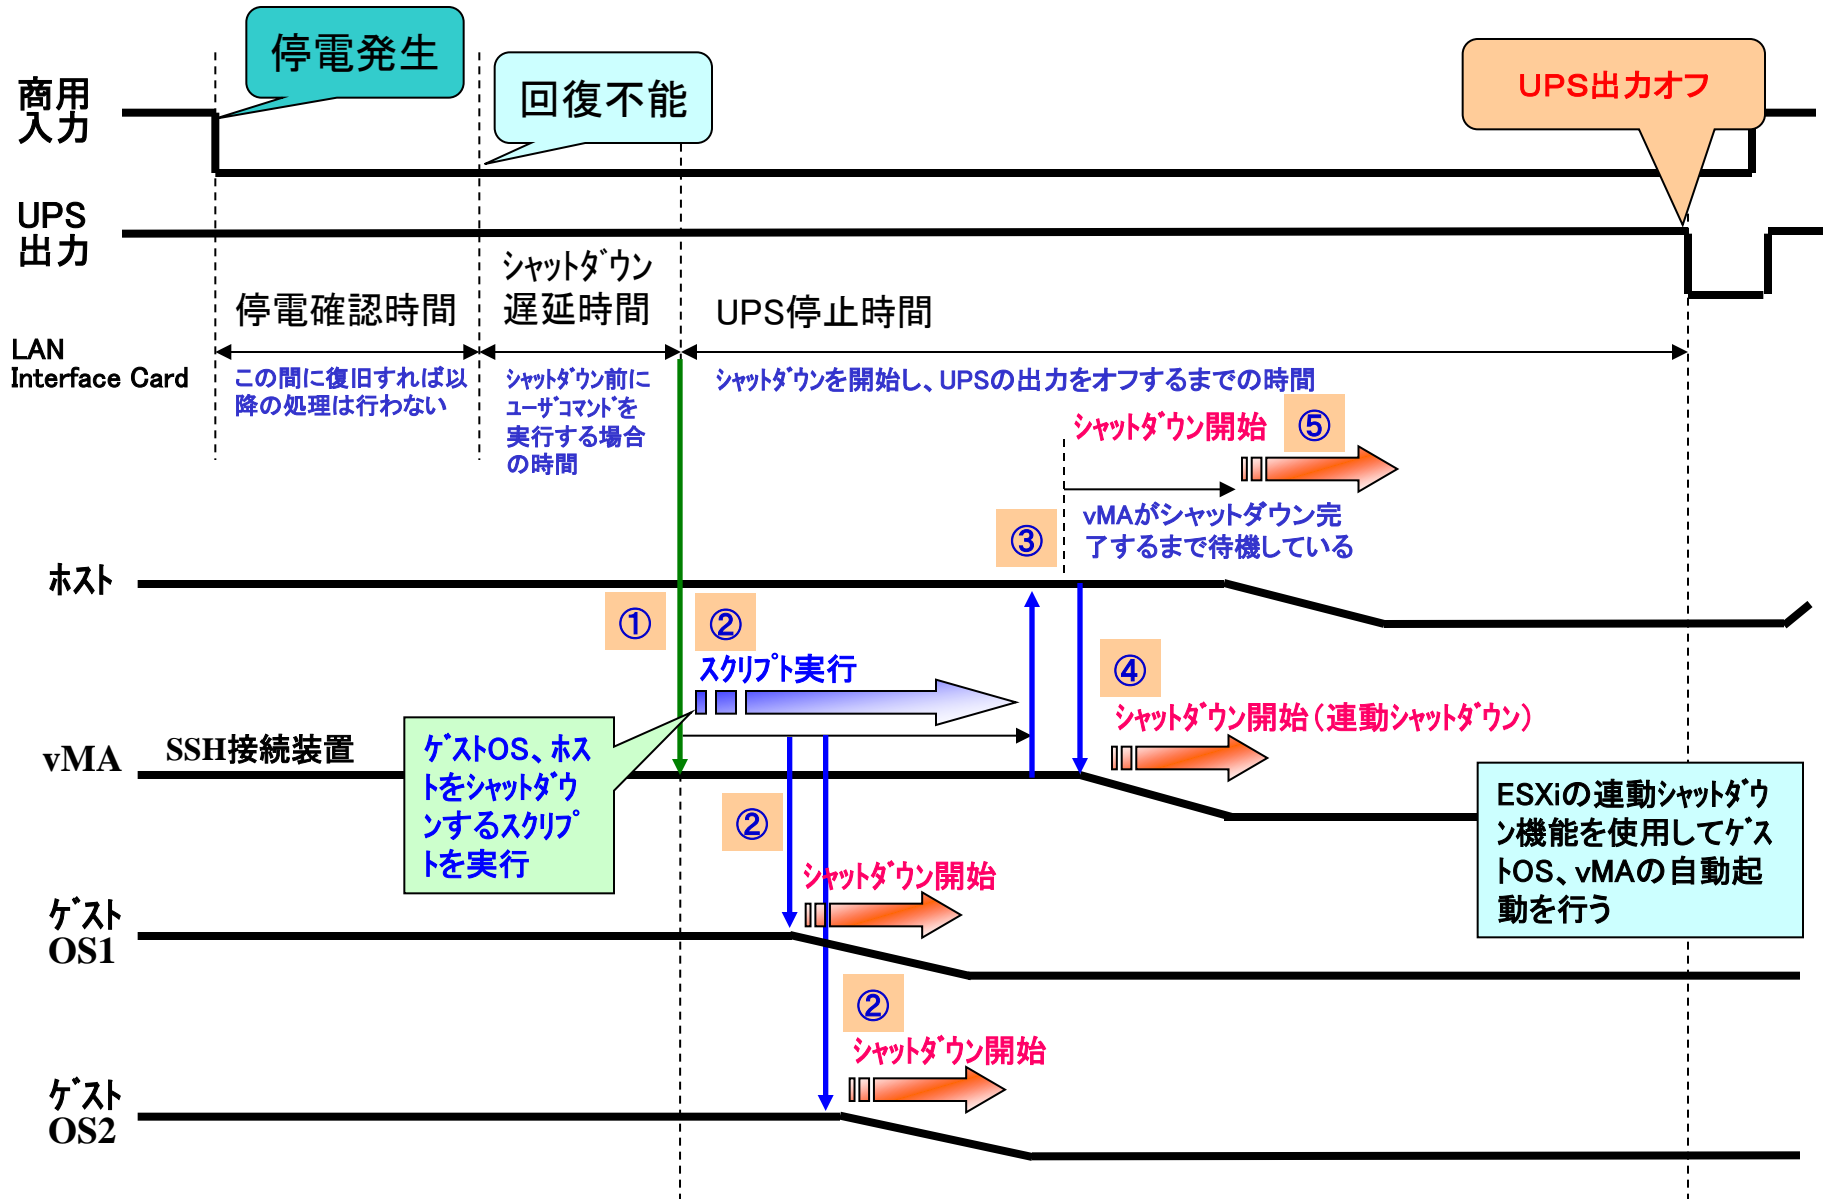 停電発生
回復不能
UPS出力オフ
商用
入力
UPS
出力
停電確認時間
ｼｬｯﾄﾀﾞｳﾝ
遅延時間
UPS停止時間
LAN
Interface Card
この間に復旧すれば以
降の処理は行わない
ｼｬｯﾄﾀﾞｳﾝ前に
ﾕｰｻﾞｺﾏﾝﾄﾞを
実行する場合
の時間
ｼｬｯﾄﾀﾞｳﾝを開始し、UPSの出力をオフするまでの時間
ｼｬｯﾄﾀﾞｳﾝ開始
⑤
vMAがシャットダウン完
了するまで待機している
③
ホスト
①
②
ｽｸﾘﾌﾟﾄ実行
④
ｼｬｯﾄﾀﾞｳﾝ開始（連動ｼｬｯﾄﾀﾞｳﾝ）
vMA
SSH接続装置
ｹﾞｽﾄOS、ホス
ﾄをｼｬｯﾄﾀﾞｳ
ﾝするｽｸﾘﾌﾟ
ﾄを実行
②
ｼｬｯﾄﾀﾞｳﾝ開始
ESXiの連動ｼｬｯﾄﾀﾞｳ
ﾝ機能を使用してｹﾞｽ
ﾄOS、vMAの自動起
動を行う
ｹﾞｽﾄ
OS1
②
ｼｬｯﾄﾀﾞｳﾝ開始
ｹﾞｽﾄ
OS2